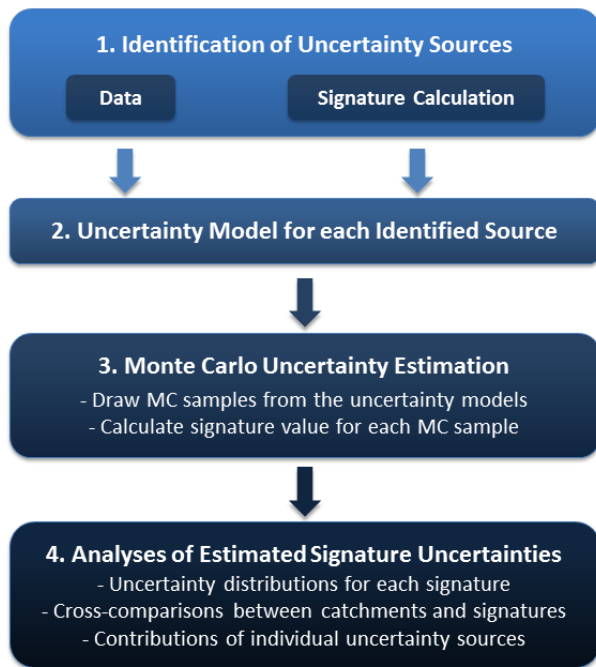 1. Identification of Uncertainty Sources
Data
Signature Calculation
2. Uncertainty Model for each Identified Source
3. Monte Carlo Uncertainty Estimation
- Draw MC samples from the uncertainty models
- Calculate signature value for each MC sample
4. Analyses of Estimated Signature Uncertainties
- Uncertainty distributions for each signature
- Cross-comparisons between catchments and signatures
- Contributions of individual uncertainty sources